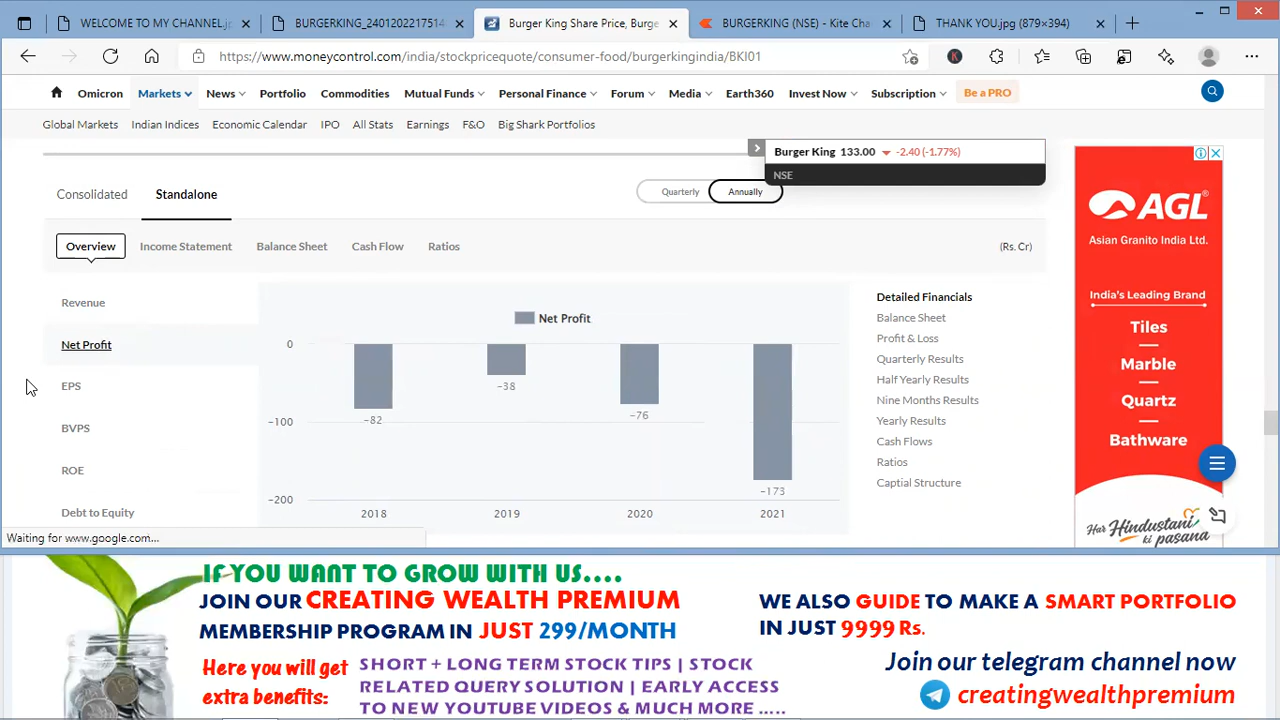 WELCOME TO MY CHANNEL.j
BURGERKING_24012022217514
Burger King Share Price, Burge
BURGERKING (NSE) - Kite Cha
THANK YOU.jpg (879×394)
https://www.moneycontrol.com/india/stockpricequote/consumer-food/burgerkingindia/BKI01
Omicron
Markets
News
Portfolio
Commodities
Mutual Funds
Personal Finance
Forum
Media
Earth360
Invest Now
Subscription
Be a PRO
Global Markets
Indian Indices
Economic Calendar
IPO
All Stats
Earnings
F&O
Big Shark Portfolios
Burger King 133.00 -2.40 (-1.77%)
NSE
Consolidated
Standalone
Quarterly
Annually
Overview
Income Statement
Balance Sheet
Cash Flow
Ratios
(Rs. Cr)
Revenue
Net Profit
EPS
BVPS
ROE
Debt to Equity
Net Profit
0
-100
-200
-82
-38
-76
-173
2018
2019
2020
2021
Detailed Financials
Balance Sheet
Profit & Loss
Quarterly Results
Half Yearly Results
Nine Months Results
Yearly Results
Cash Flows
Ratios
Captial Structure
AGL
Asian Granito India Ltd.
India's Leading Brand
Tiles
Marble
Quartz
Bathware
Har Hindustani
ki pasana
Waiting for www.google.com...
IF YOU WANT TO GROW WITH US....
JOIN OUR CREATING WEALTH PREMIUM
MEMBERSHIP PROGRAM IN JUST 299/MONTH
Here you will get
extra benefits:
SHORT + LONG TERM STOCK TIPS | STOCK
RELATED QUERY SOLUTION | EARLY ACCESS
TO NEW YOUTUBE VIDEOS & MUCH MORE .....
WE ALSO GUIDE TO MAKE A SMART PORTFOLIO
IN JUST 9999 Rs.
Join our telegram channel now
creatingwealthpremium